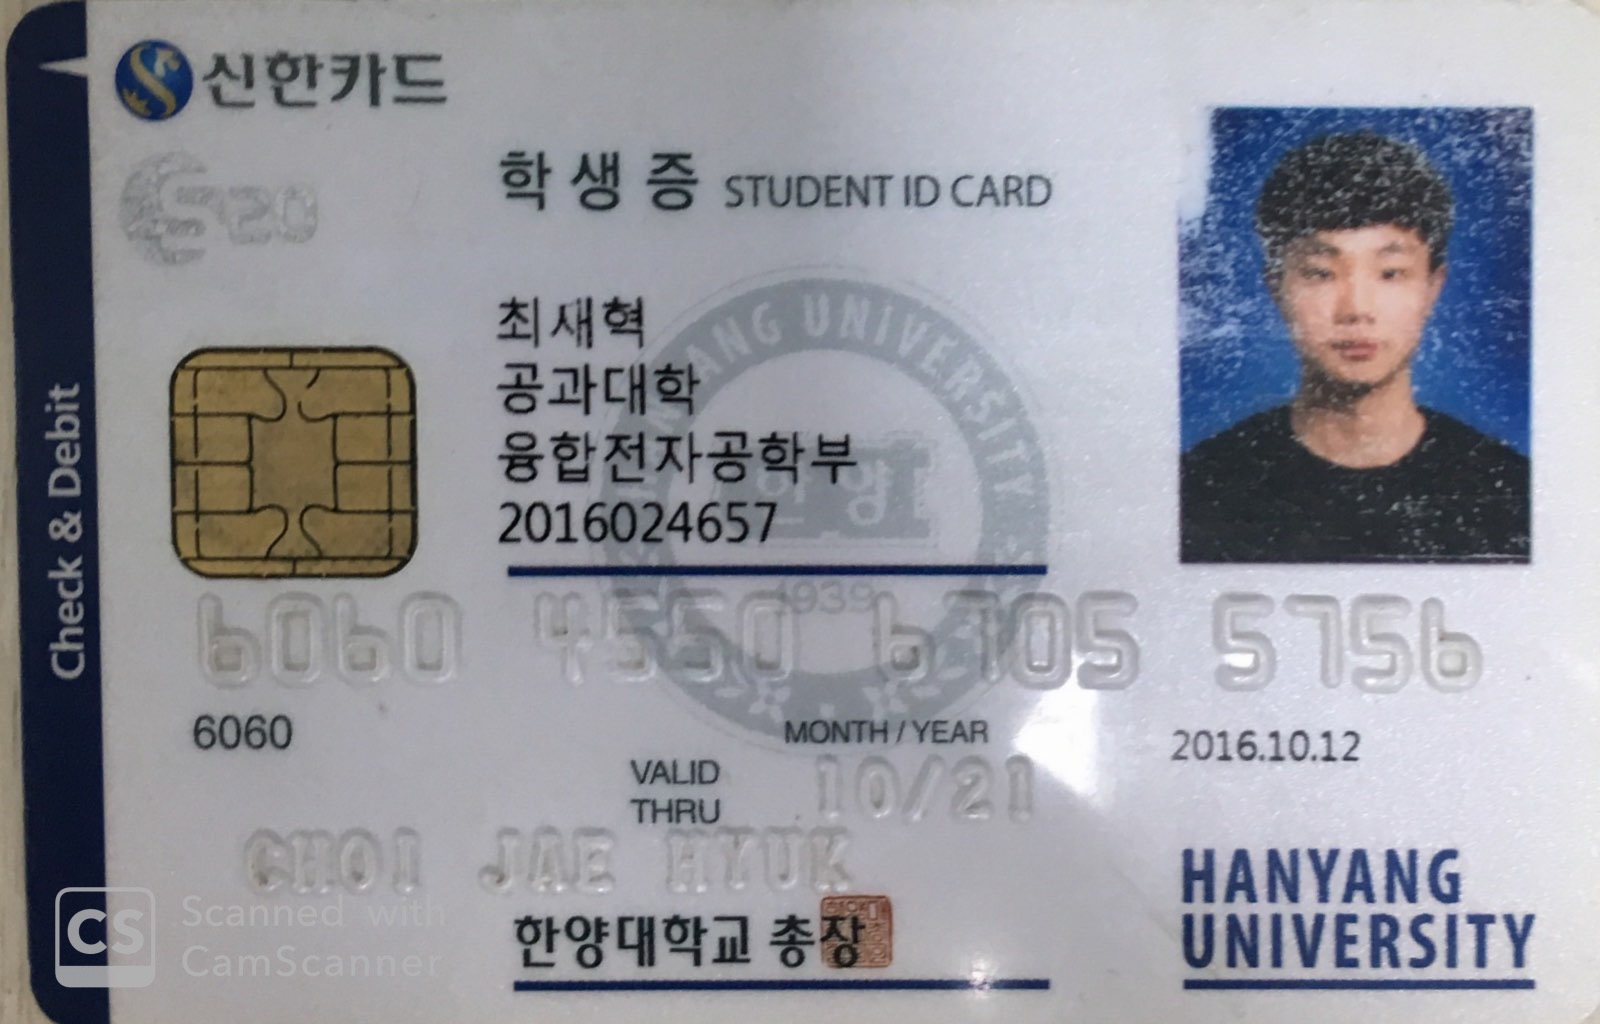 Check & Debit
신한카드
S20
학생증 STUDENT ID CARD
최재혁
공과대학
융합전자공학부
2016024657
HANYANG UNIVERSITY
1939
6060 4550 6705 5756
6060
MONTH / YEAR
2016.10.12
VALID
THRU
10/21
CHOI JAE HYUK
한양대학교 총장
HANYANG
UNIVERSITY
CS
Scanned with
CamScanner